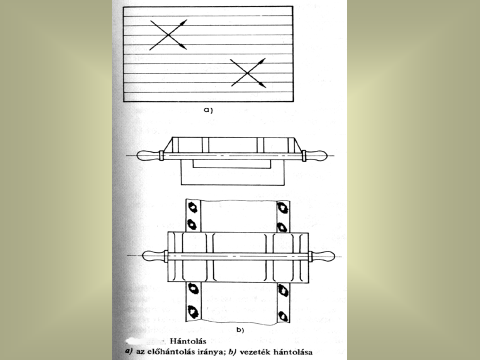 a)
b)
Hántolás
a) az előhántolás iránya; b) vezeték hántolása